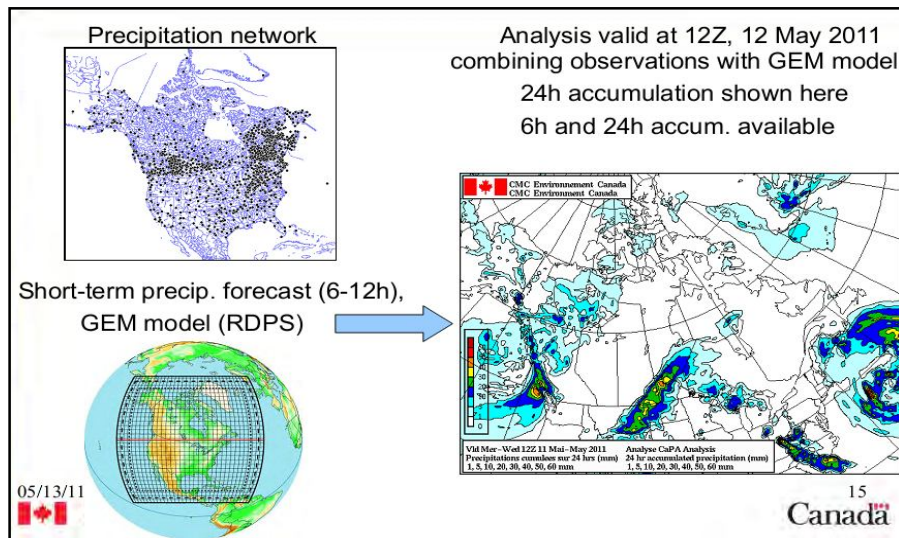 Precipitation network
Analysis valid at 12Z, 12 May 2011
combining observations with GEM model
24h accumulation shown here
6h and 24h accum. available
CMC Environnement Canada
CMC Environment Canada
Short-term precip. forecast (6-12h),
GEM model (RDPS)
Vld Mer-Wed 12Z 11 Mai-May 2011
Precipitations cumulees sur 24 hrs (mm)
1, 5, 10, 20, 30, 40, 50, 60 mm
Analyse CaPA Analysis
24 hr accumulated precipitation (mm)
1, 5, 10, 20, 30, 40, 50, 60 mm
05/13/11
15
Canada